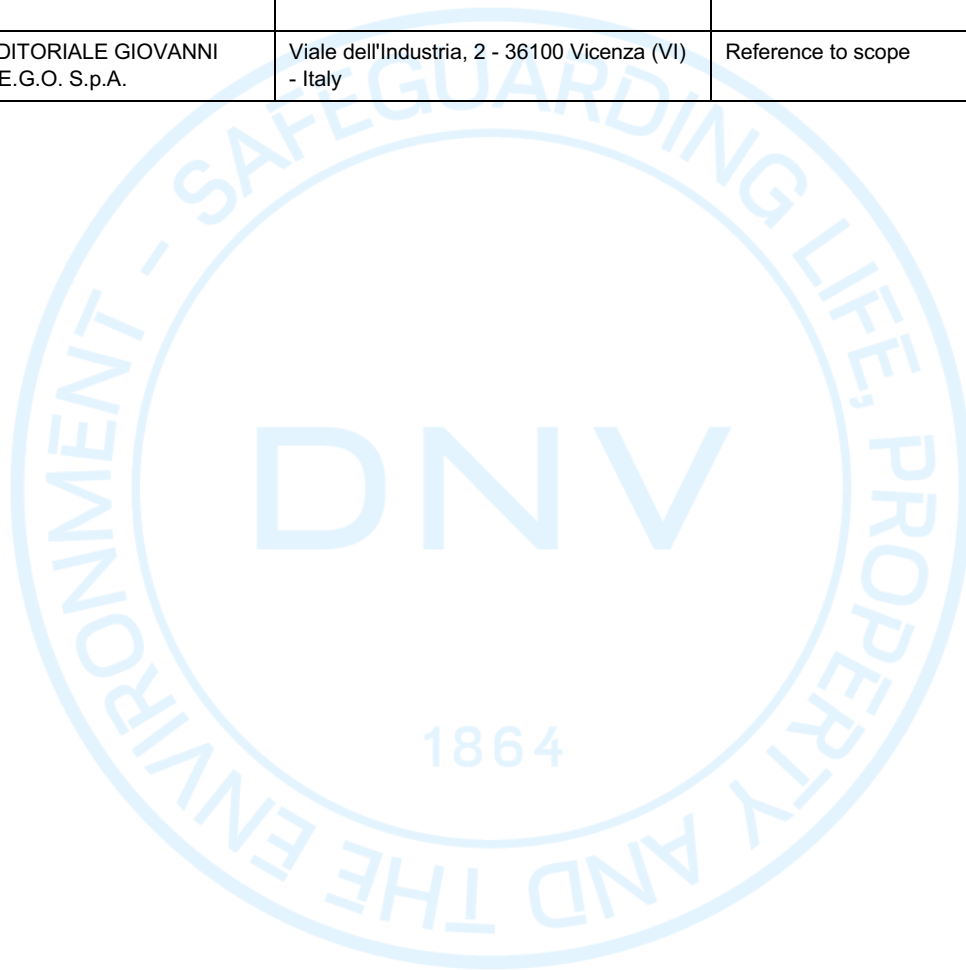 DITORIALE GIOVANNI
E.G.O. S.p.A.
Viale dell'Industria, 2 - 36100 Vicenza (VI)
- Italy
Reference to scope
SAFEGUARDING LIFE, PROPERTY AND THE ENVIRONMENT -
DNV
1864